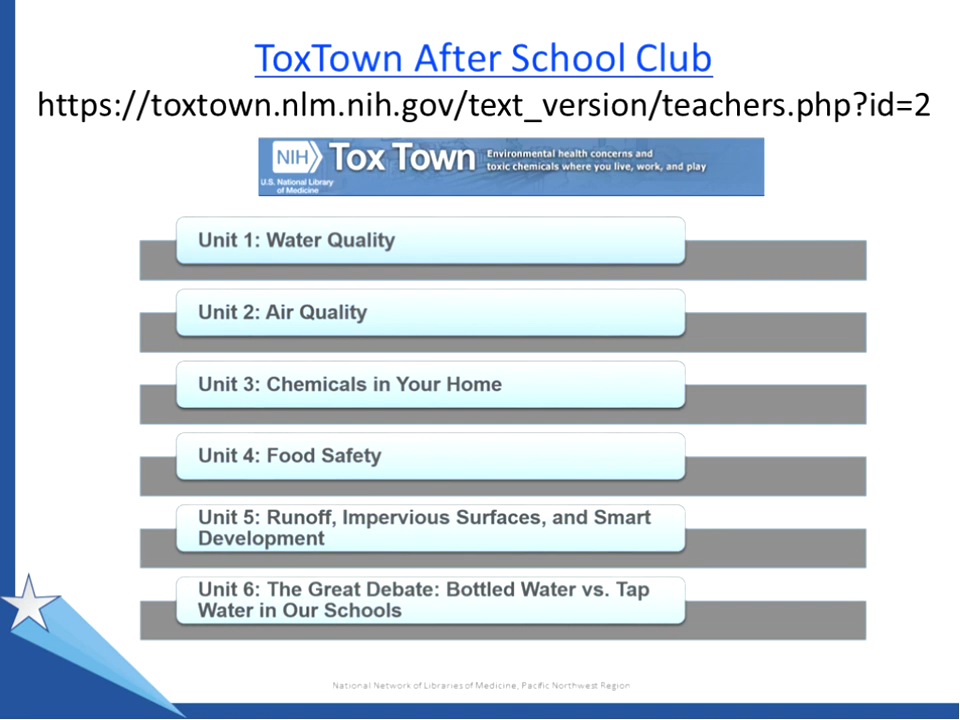 ToxTown After School Club
https://toxtown.nlm.nih.gov/text_version/teachers.php?id=2
NIH Tox Town Environmental health concerns and
toxic chemicals where you live, work, and play
U.S. National Library
of Medicine
Unit 1: Water Quality
Unit 2: Air Quality
Unit 3: Chemicals in Your Home
Unit 4: Food Safety
Unit 5: Runoff, Impervious Surfaces, and Smart
Development
Unit 6: The Great Debate: Bottled Water vs. Tap
Water in Our Schools
National Network of Libraries of Medicine, Pacific Northwest Region